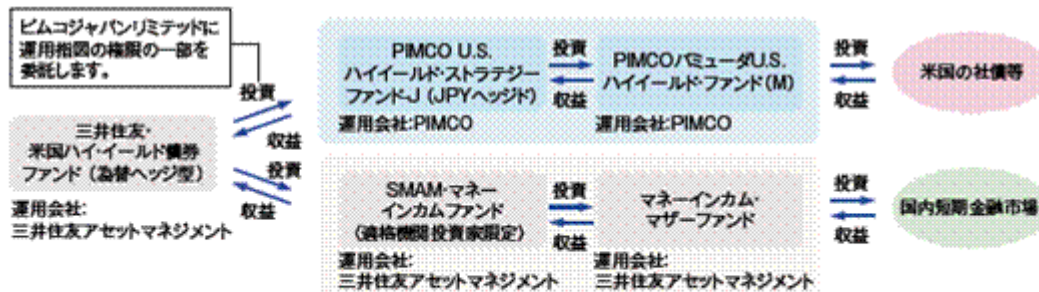 ピムコジャパンリミテッドに
運用指図の権限の一部を
委託します。
投資
収益
三井住友・
米国ハイ・イールド債券
ファンド（為替ヘッジ型）
運用会社:
三井住友アセットマネジメント
投資
収益
PIMCO U.S.
ハイイールド・ストラテジー
ファンド-J（JPYヘッジド）
運用会社:PIMCO
投資
収益
PIMCOバミューダU.S.
ハイイールド・ファンド（M）
運用会社:PIMCO
投資
収益
米国の社債等
SMAM・マネー
インカムファンド
（適格機関投資家限定）
運用会社:
三井住友アセットマネジメント
投資
収益
マネーインカム・
マザーファンド
運用会社:
三井住友アセットマネジメント
投資
収益
国内短期金融市場